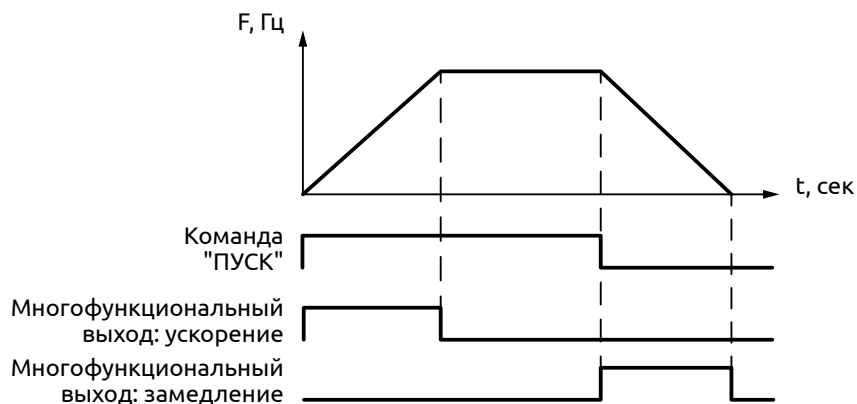 F, Гц
t, сек
Команда
"ПУСК"
Многофункциональный
выход: ускорение
Многофункциональный
выход: замедление